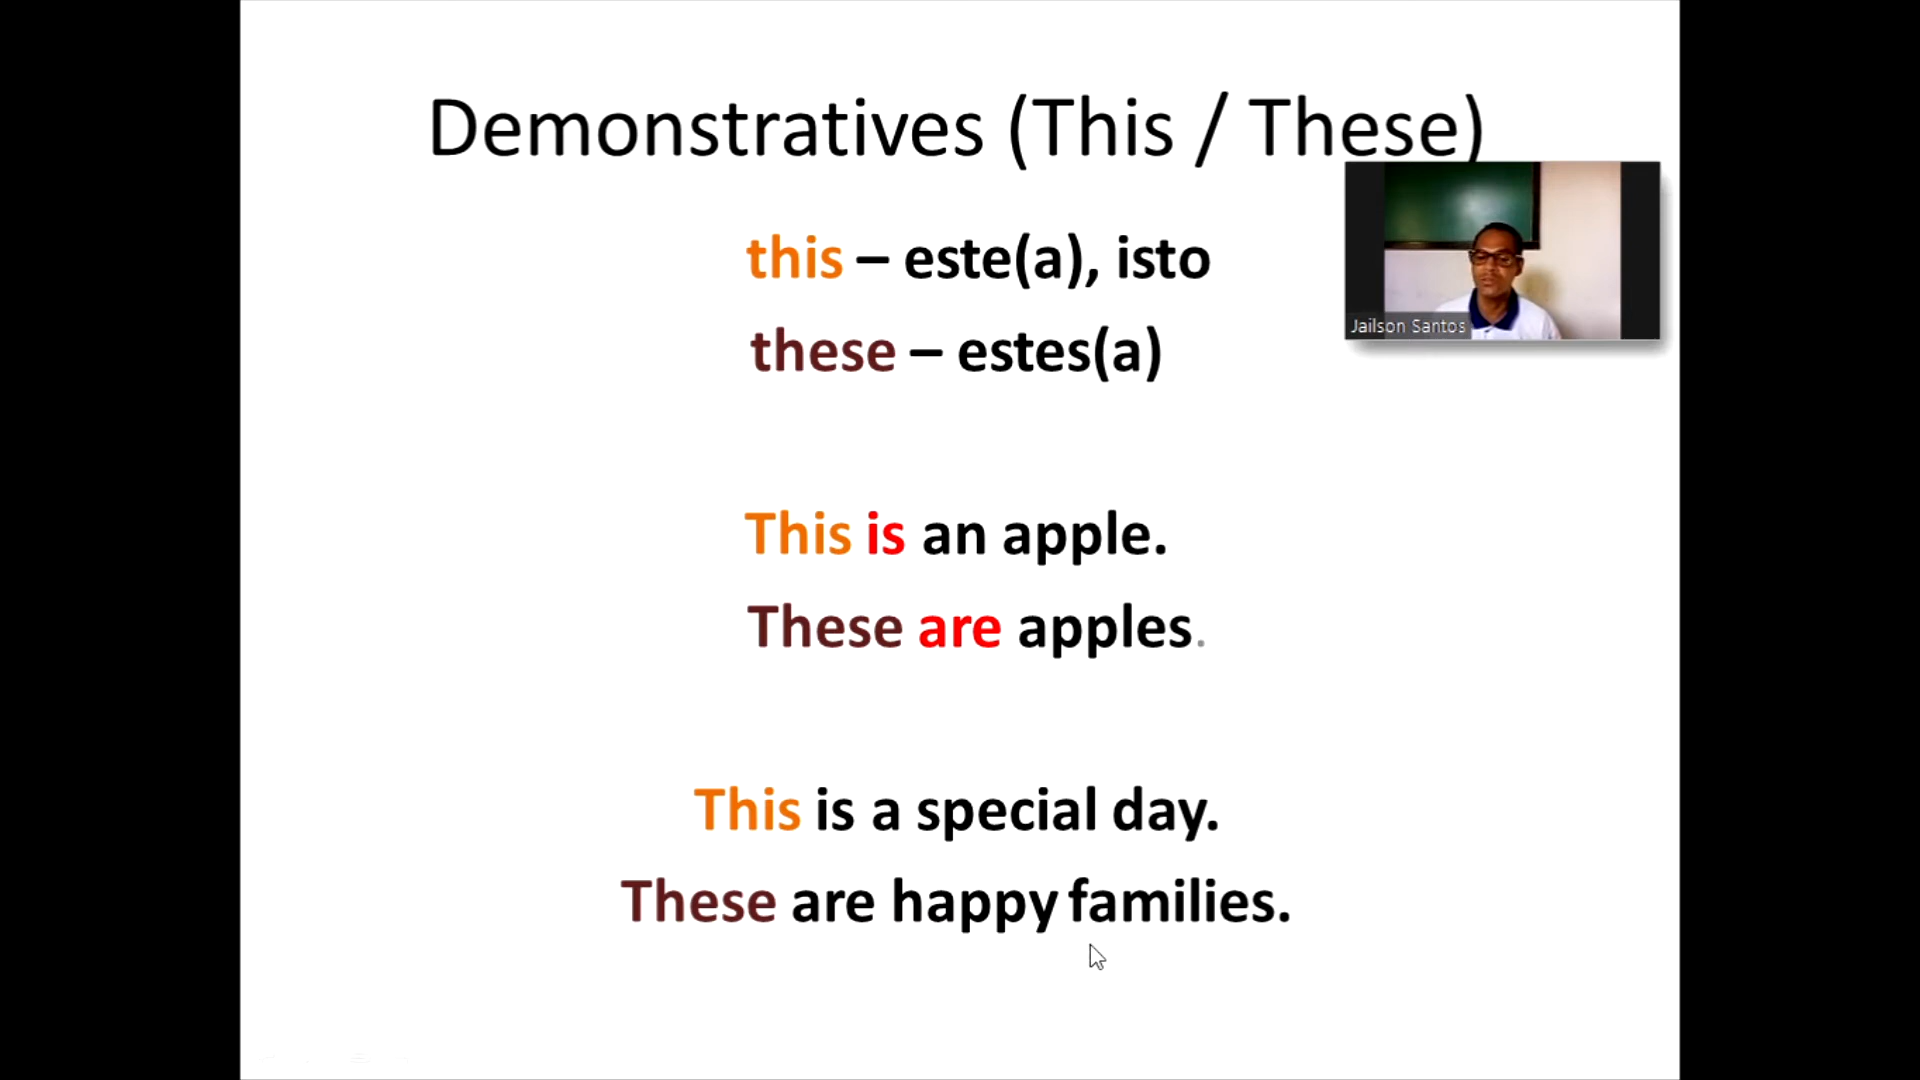 Demonstratives (This / These)
this – este(a), isto
Jailson Santos
these – estes(a)
This is an apple.
These are apples.
This is a special day.
These are happy families.